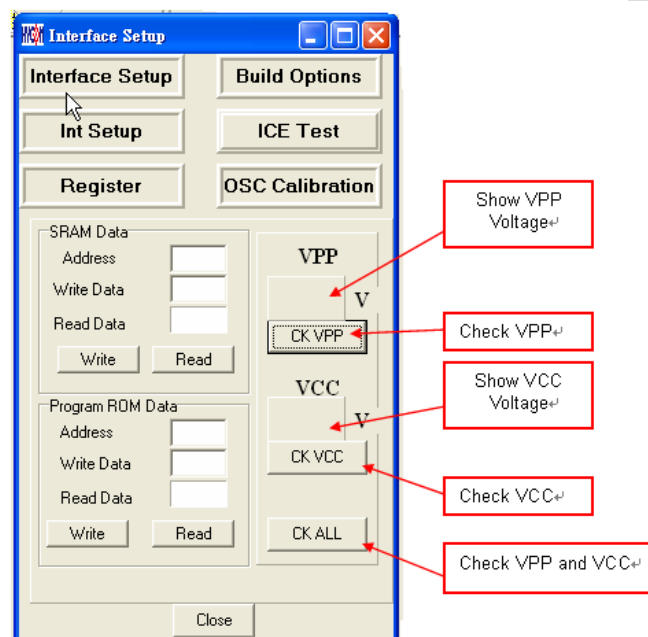 Interface Setup
Interface Setup
Build Options
Int Setup
ICE Test
Register
OSC Calibration
SRAM Data
Address
Write Data
Read Data
Write
Read
Program ROM Data
Address
Write Data
Read Data
Write
Read
VPP
V
CK VPP
VCC
V
CK VCC
CK ALL
Close
Show VPP
Voltage↵
Check VPP↵
Show VCC
Voltage↵
Check VCC↵
Check VPP and VCC↵